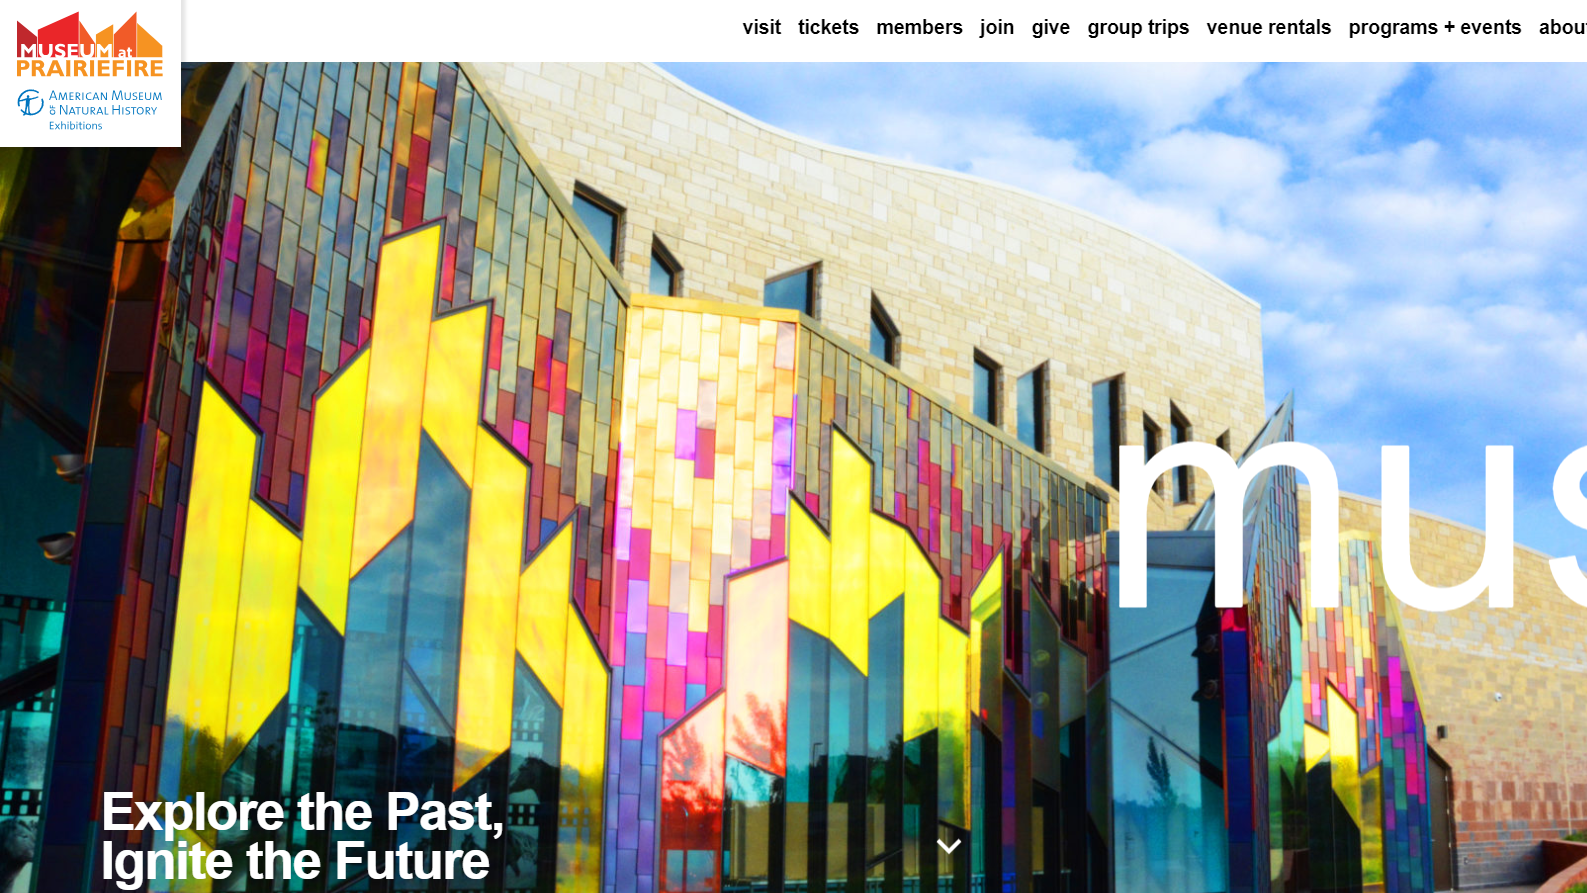 MUSEUM at
PRAIRIEFIRE
AMERICAN MUSEUM
OF NATURAL HISTORY
Exhibitions
visit tickets members join give group trips venue rentals programs + events abou
mus
Explore the Past,
Ignite the Future